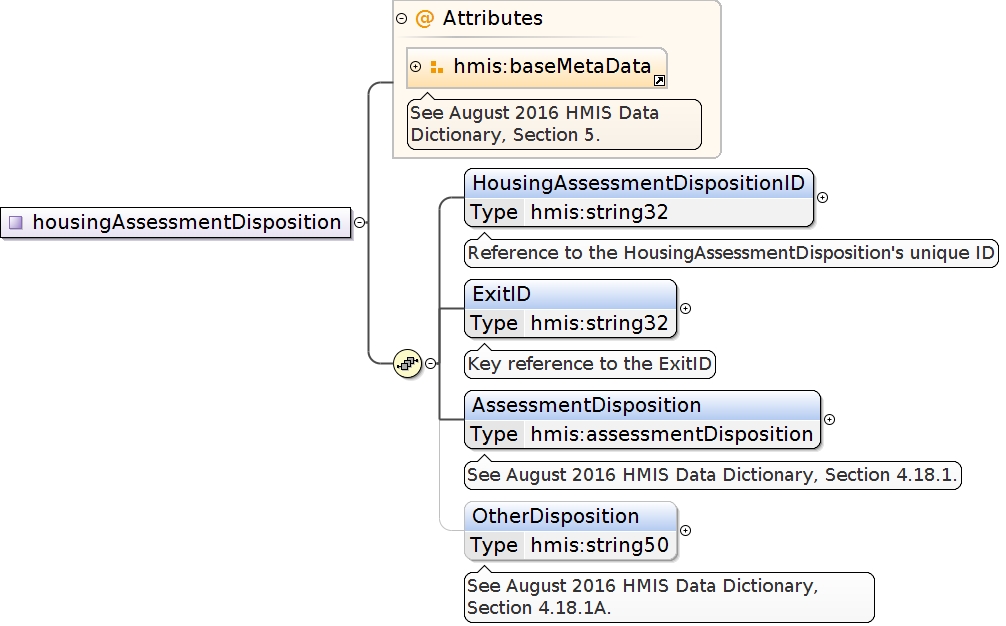 Attributes
hmis:baseMetaData
See August 2016 HMIS Data
Dictionary, Section 5.
housingAssessmentDisposition
HousingAssessmentDispositionID
Type hmis:string32
Reference to the HousingAssessmentDisposition's unique ID
ExitID
Type hmis:string32
Key reference to the ExitID
AssessmentDisposition
Type hmis:assessmentDisposition
See August 2016 HMIS Data Dictionary, Section 4.18.1.
OtherDisposition
Type hmis:string50
See August 2016 HMIS Data Dictionary,
Section 4.18.1A.